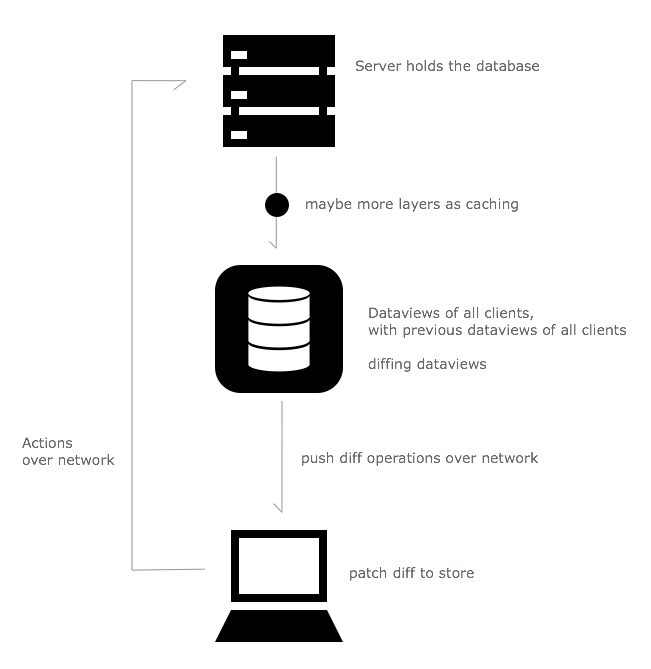 Server holds the database
maybe more layers as caching
Dataviews of all clients,
with previous dataviews of all clients
diffing dataviews
Actions
over network
push diff operations over network
patch diff to store